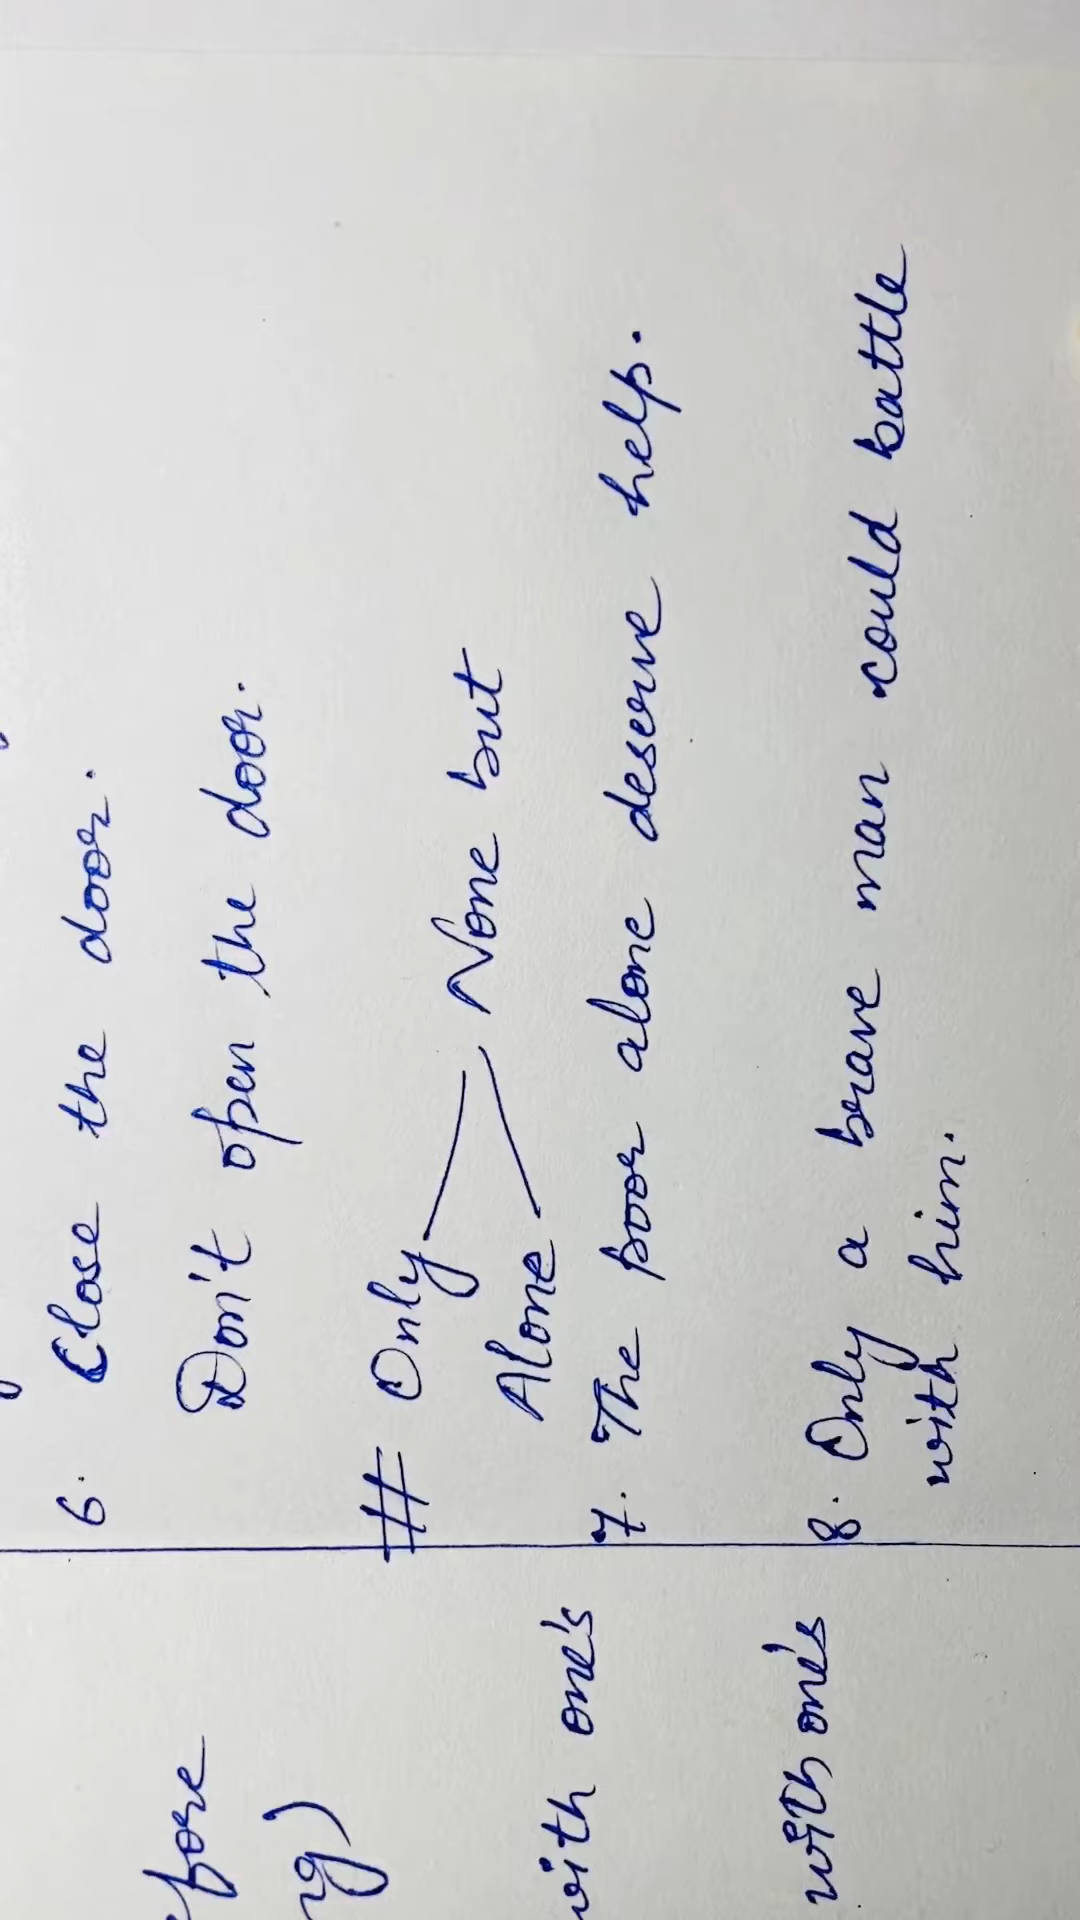 6. Close the door.
Don't open the door.
# Only
None but
Alone
7. The poor alone deserve help.
8. Only a brave man could battle
with him.
with one's
with one's